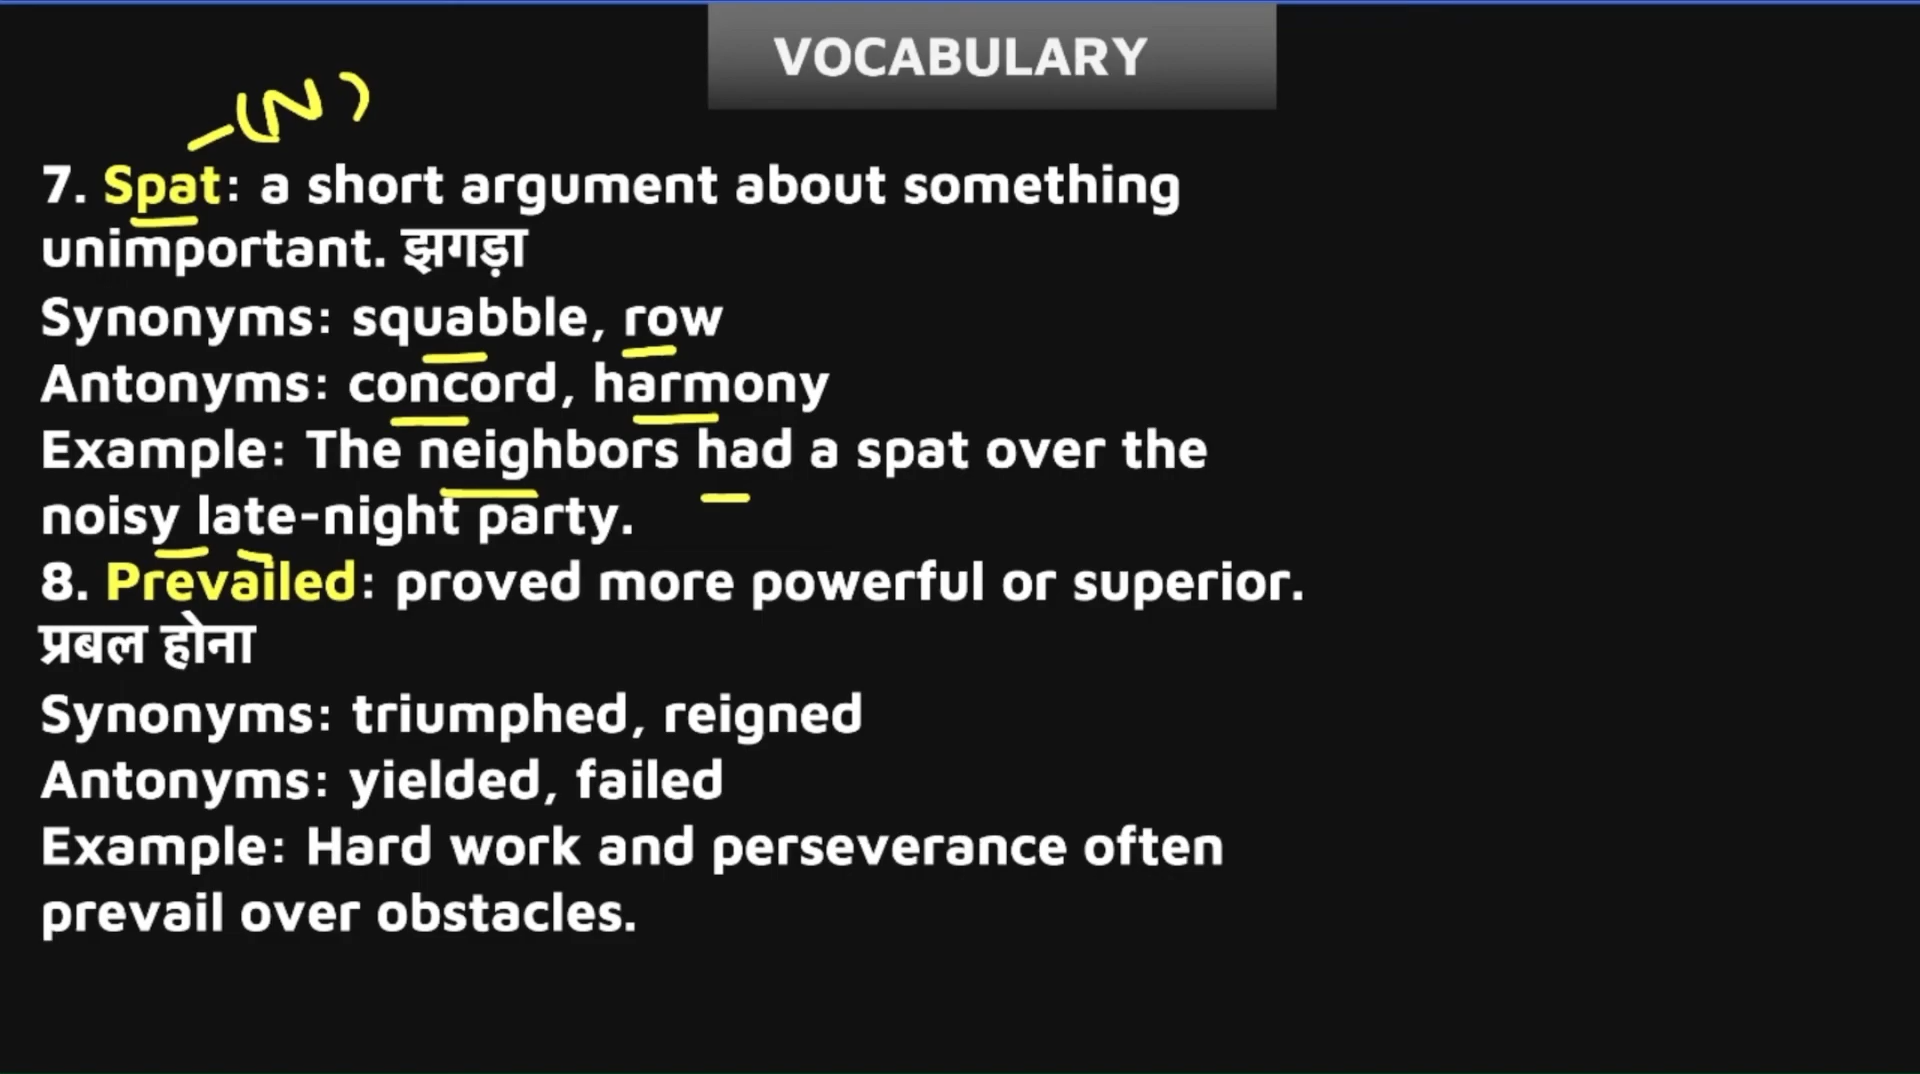 VOCABULARY
-(N)
7. Spat: a short argument about something
unimportant. झगड़ा
Synonyms: squabble, row
Antonyms: concord, harmony
Example: The neighbors had a spat over the
noisy late-night party.
8. Prevailed: proved more powerful or superior.
प्रबल होना
Synonyms: triumphed, reigned
Antonyms: yielded, failed
Example: Hard work and perseverance often
prevail over obstacles.